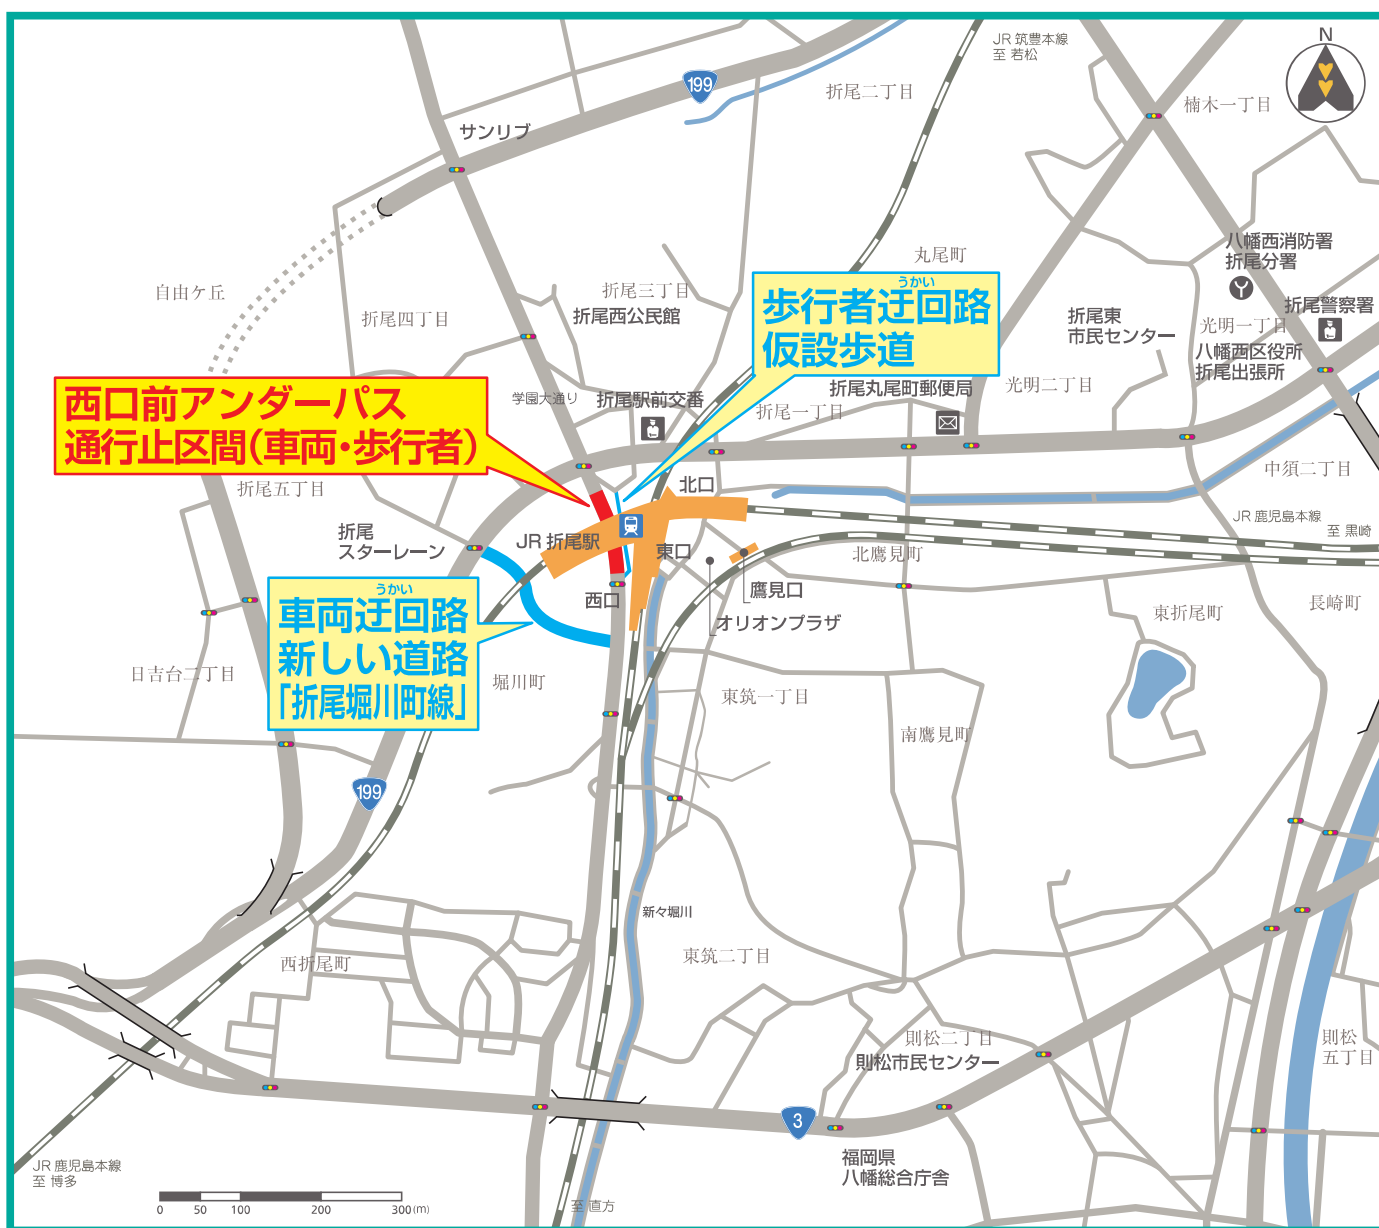 JR 筑豊本線
至 若松
N
199
折尾二丁目
楠木一丁目
サンリブ
八幡西消防署
折尾分署
丸尾町
自由ケ丘
折尾三丁目
折尾西公民館
折尾四丁目
うかい
歩行者迂回路
仮設歩道
折尾東
市民センター
折尾警察署
光明一丁目
八幡西区役所
折尾出張所
西口前アンダーパス
通行止区間(車両・歩行者)
学園大通り
折尾駅前交番
折尾丸尾町郵便局
光明二丁目
折尾一丁目
折尾五丁目
北口
中須二丁目
JR 鹿児島本線
至 黒崎
折尾
スターレーン
JR 折尾駅
東口
北鷹見町
鷹見口
西口
オリオンプラザ
東折尾町
長崎町
うかい
車両迂回路
新しい道路
「折尾堀川町線」
日吉台二丁目
堀川町
東筑一丁目
南鷹見町
199
新々堀川
東筑二丁目
西折尾町
則松二丁目
則松市民センター
則松
五丁目
3
福岡県
八幡総合庁舎
JR 鹿児島本線
至 博多
至 直方
0 50 100 200 300(m)